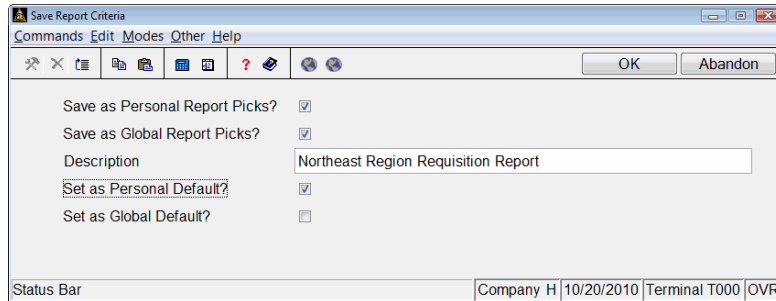 Save Report Criteria
Commands Edit Modes Other Help
? OK Abandon
Save as Personal Report Picks?
Save as Global Report Picks?
Description Northeast Region Requisition Report
Set as Personal Default?
Set as Global Default?
Status Bar Company H 10/20/2010 Terminal T000 OVR